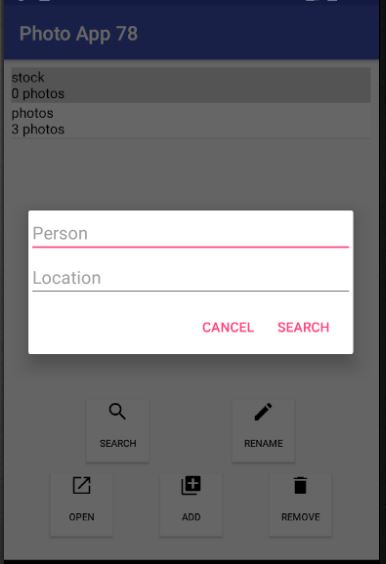 Photo App 78
stock
0 photos
photos
3 photos
Person
Location
CANCEL SEARCH
SEARCH RENAME
OPEN ADD REMOVE